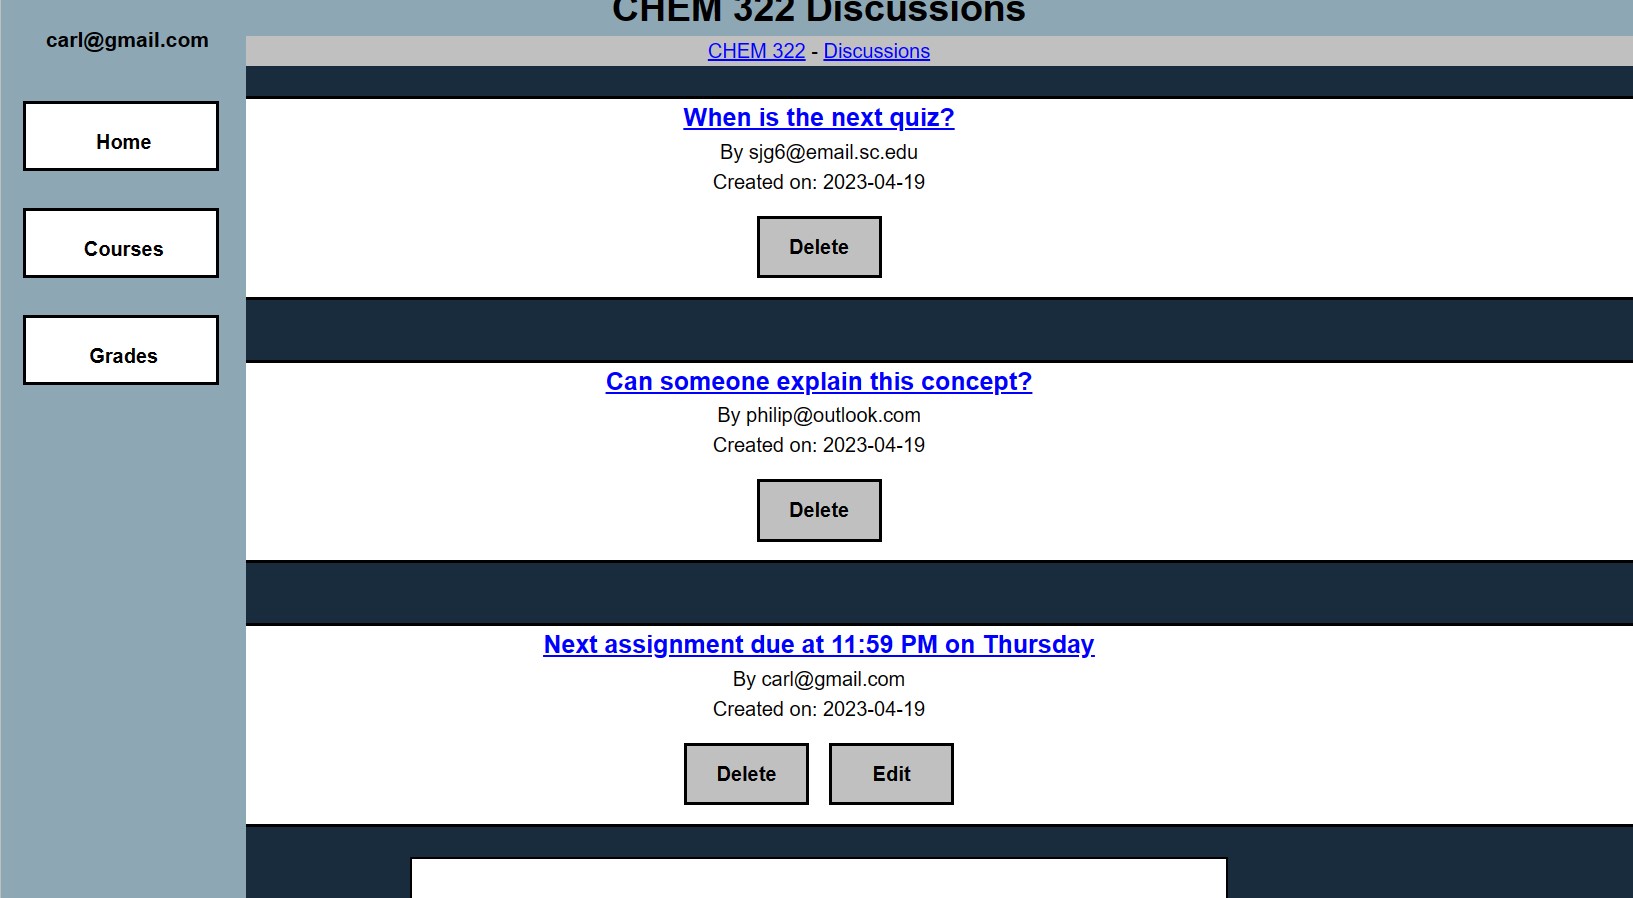 CHEM 322 Discussions
carl@gmail.com
CHEM 322 - Discussions
Home
Courses
Grades
When is the next quiz?
By sjg6@email.sc.edu
Created on: 2023-04-19
Delete
Can someone explain this concept?
By philip@outlook.com
Created on: 2023-04-19
Delete
Next assignment due at 11:59 PM on Thursday
By carl@gmail.com
Created on: 2023-04-19
Delete Edit